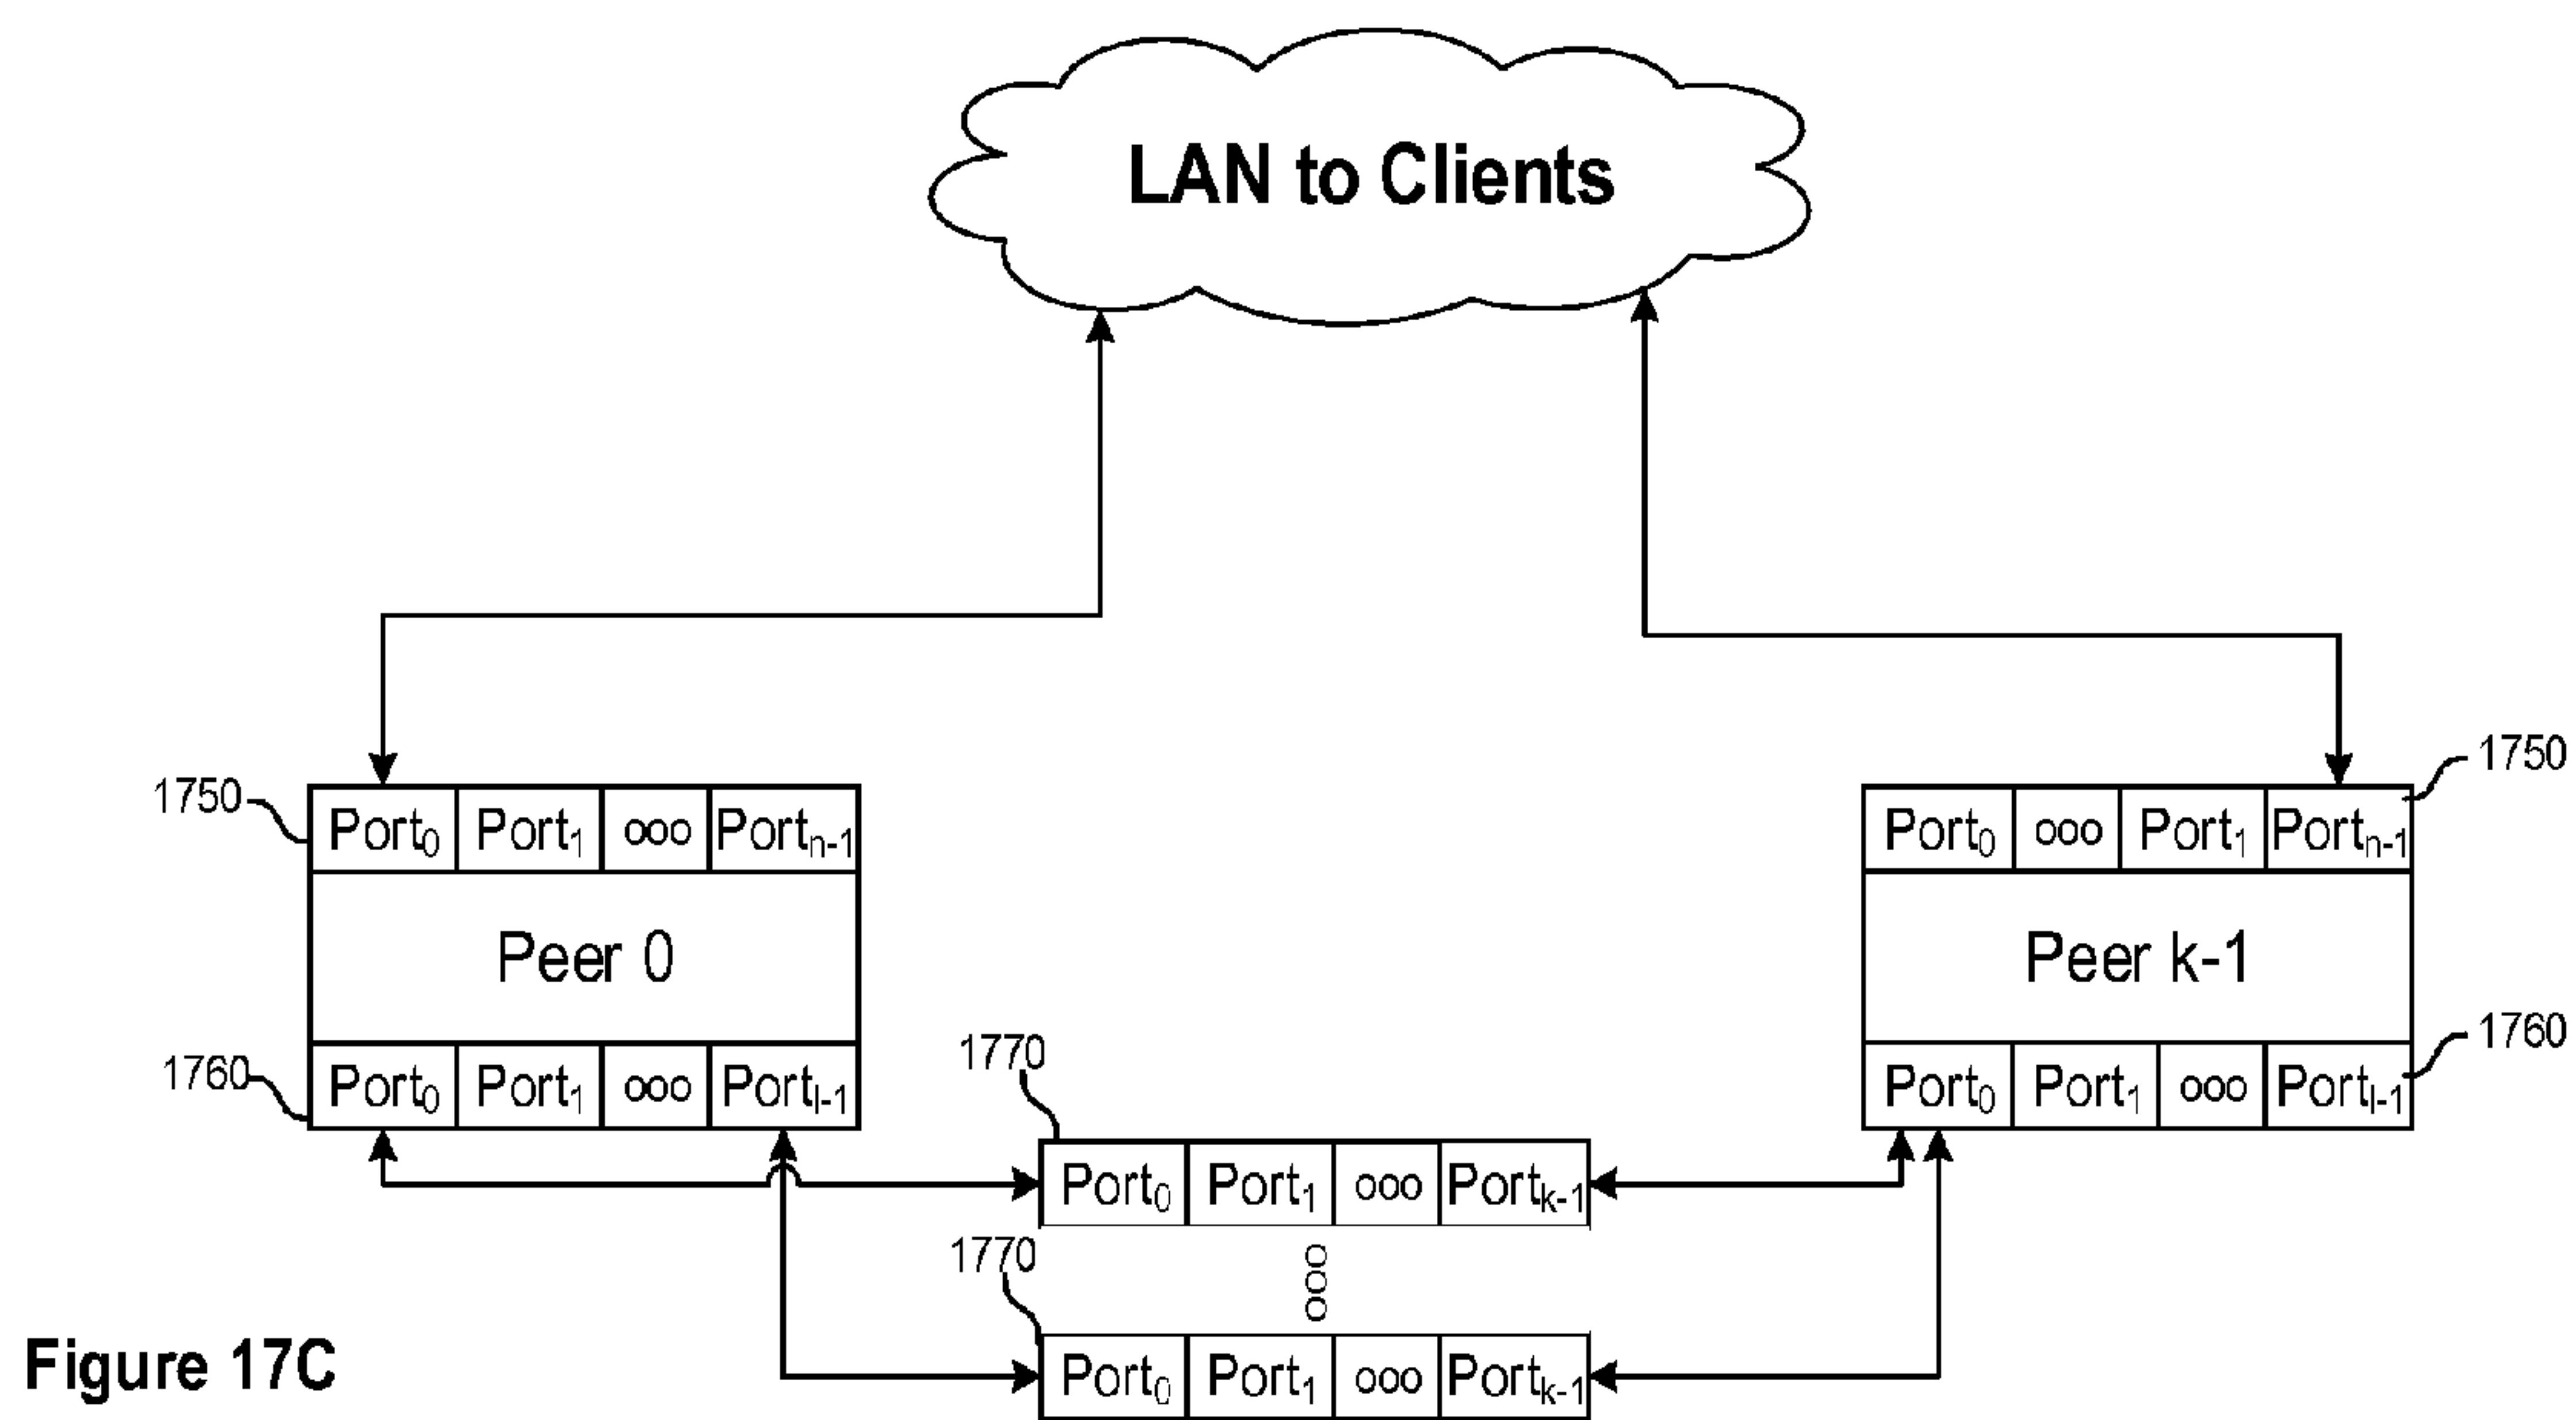 LAN to Clients
1750
Port₀ Port₁ ooo Portₙ₋₁
Peer 0
1760
Port₀ Port₁ ooo Portₗ₋₁
1750
Port₀ ooo Port₁ Portₙ₋₁
Peer k-1
1760
Port₀ Port₁ ooo Portₗ₋₁
1770
Port₀ Port₁ ooo Portₖ₋₁
ooo
1770
Port₀ Port₁ ooo Portₖ₋₁
Figure 17C